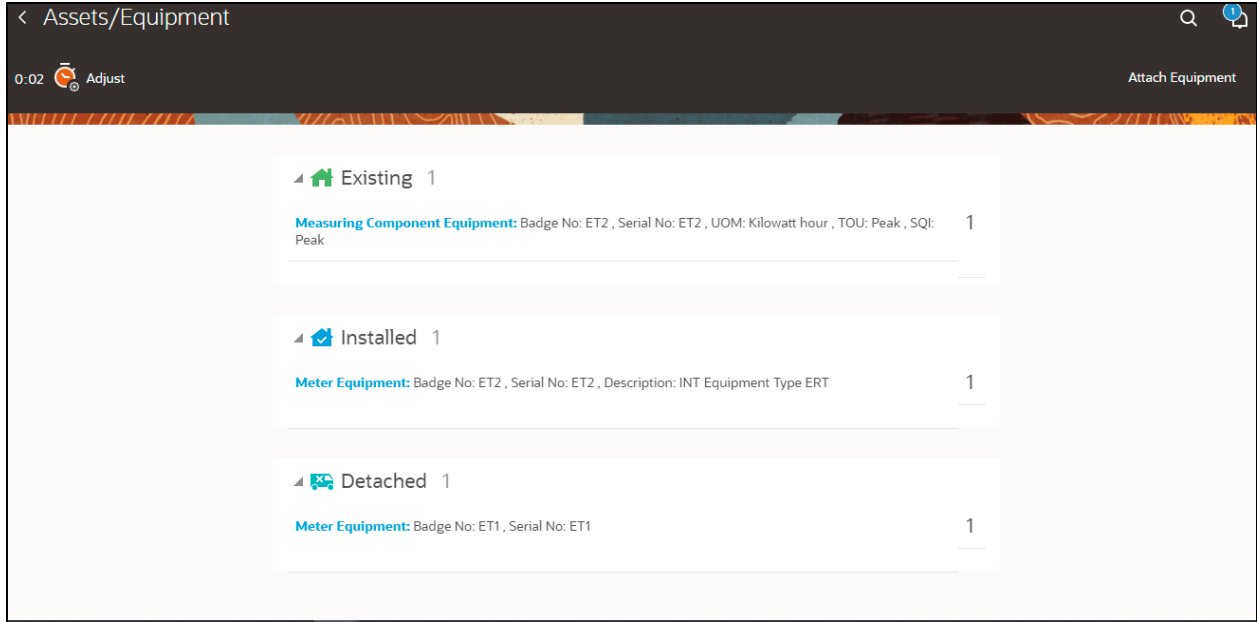 Assets/Equipment
1
0:02 Adjust
Attach Equipment
Existing 1
Measuring Component Equipment: Badge No: ET2 , Serial No: ET2 , UOM: Kilowatt hour , TOU: Peak , SQI: 1
Peak
Installed 1
Meter Equipment: Badge No: ET2 , Serial No: ET2 , Description: INT Equipment Type ERT 1
Detached 1
Meter Equipment: Badge No: ET1 , Serial No: ET1 1